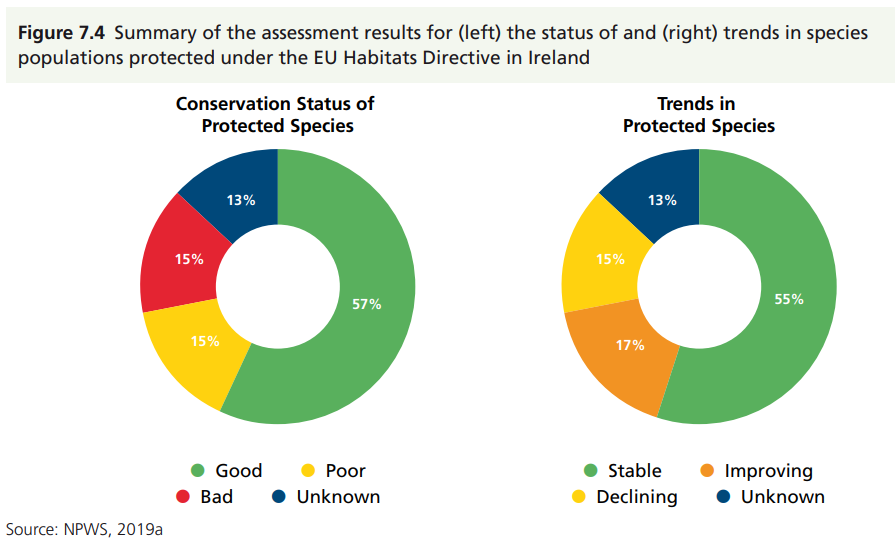 Figure 7.4 Summary of the assessment results for (left) the status of and (right) trends in species
populations protected under the EU Habitats Directive in Ireland
Conservation Status of
Protected Species
13%
15%
57%
15%
Good
Poor
Bad
Unknown
Trends in
Protected Species
13%
15%
55%
17%
Stable
Improving
Declining
Unknown
Source: NPWS, 2019a